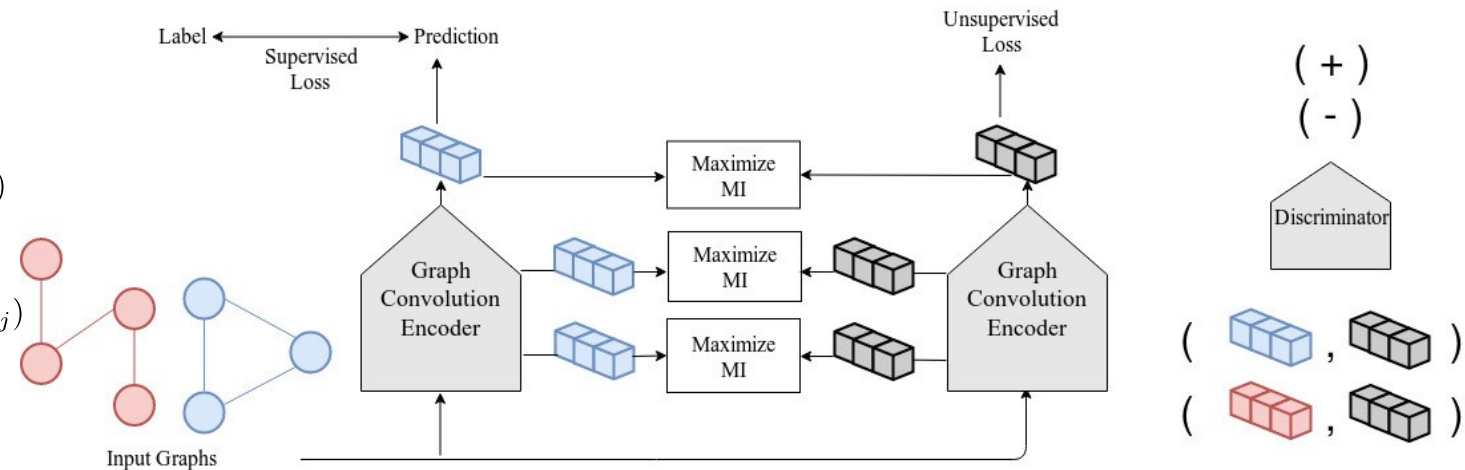 Label
Prediction
Supervised
Loss
Unsupervised
Loss
( + )
( - )
Maximize
MI
Discriminator
)
Graph
Convolution
Encoder
Maximize
MI
Graph
Convolution
Encoder
j)
Maximize
MI
( , )
( , )
Input Graphs